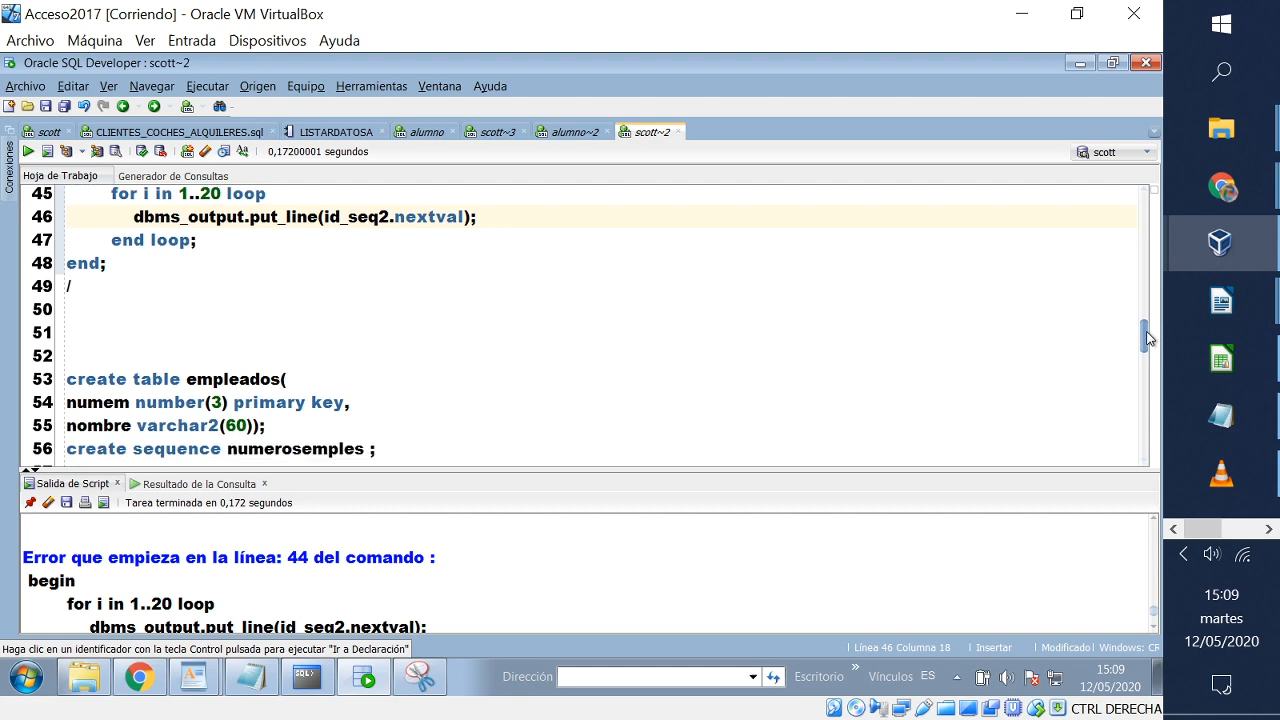 Acceso2017 [Corriendo] - Oracle VM VirtualBox
Archivo Máquina Ver Entrada Dispositivos Ayuda
Oracle SQL Developer : scott~2
Archivo Editar Ver Navegar Ejecutar Origen Equipo Herramientas Ventana Ayuda
scott CLIENTES_COCHES_ALQUILERES.sql LISTARDATOSA alumno scott~3 alumno~2 scott~2
0,17200001 segundos scott
Conexiones
Hoja de Trabajo Generador de Consultas
45 for i in 1..20 loop
46 dbms_output.put_line(id_seq2.nextval);
47 end loop;
48 end;
49 /
50
51
52
53 create table empleados(
54 numem number(3) primary key,
55 nombre varchar2(60));
56 create sequence numerosemples ;
Salida de Script Resultado de la Consulta
Tarea terminada en 0,172 segundos
Error que empieza en la línea: 44 del comando :
begin
for i in 1..20 loop
dbms_output.put_line(id_seq2.nextval);
Haga clic en un identificador con la tecla Control pulsada para ejecutar "Ir a Declaración"
Línea 46 Columna 18 Insertar Modificado Windows: CR
Dirección Escritorio Vínculos ES
15:09
12/05/2020
CTRL DERECHA
15:09
martes
12/05/2020